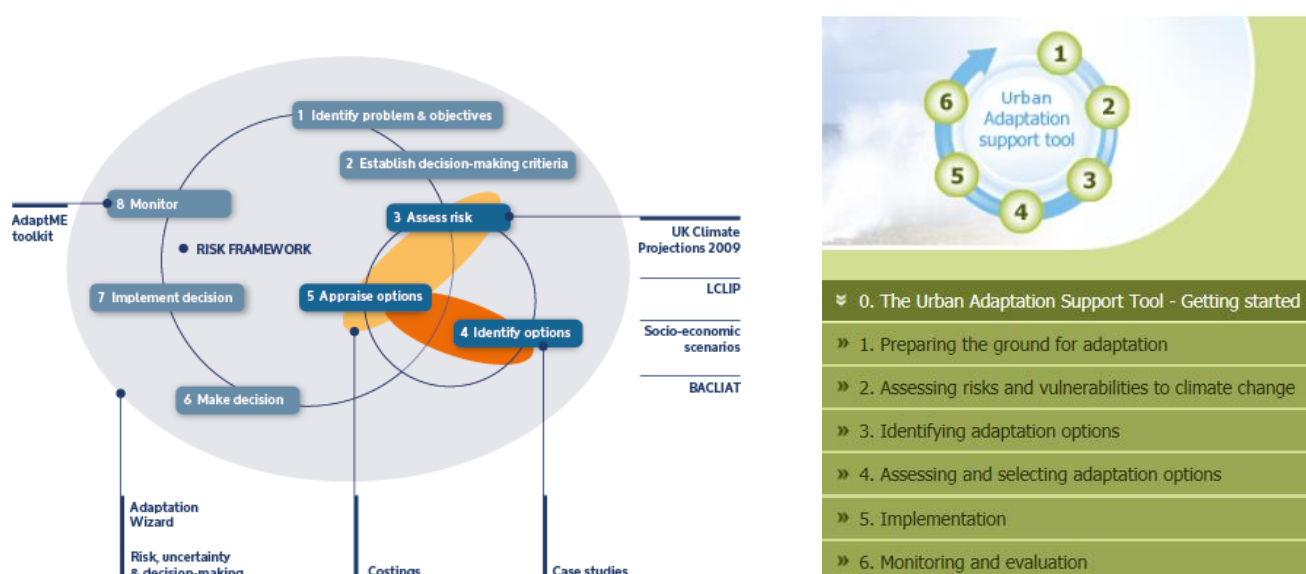 1 Identify problem & objectives
2 Establish decision-making critieria
8 Monitor
3 Assess risk
AdaptME
toolkit
UK Climate
Projections 2009
RISK FRAMEWORK
LCLIP
7 Implement decision
5 Appraise options
4 Identify options
Socio-economic
scenarios
BACLIAT
6 Make decision
Adaptation
Wizard
Risk, uncertainty
& decision-making
Costings
Case studies
1
6
Urban
Adaptation
support tool
2
5
3
4
0. The Urban Adaptation Support Tool - Getting started
1. Preparing the ground for adaptation
2. Assessing risks and vulnerabilities to climate change
3. Identifying adaptation options
4. Assessing and selecting adaptation options
5. Implementation
6. Monitoring and evaluation